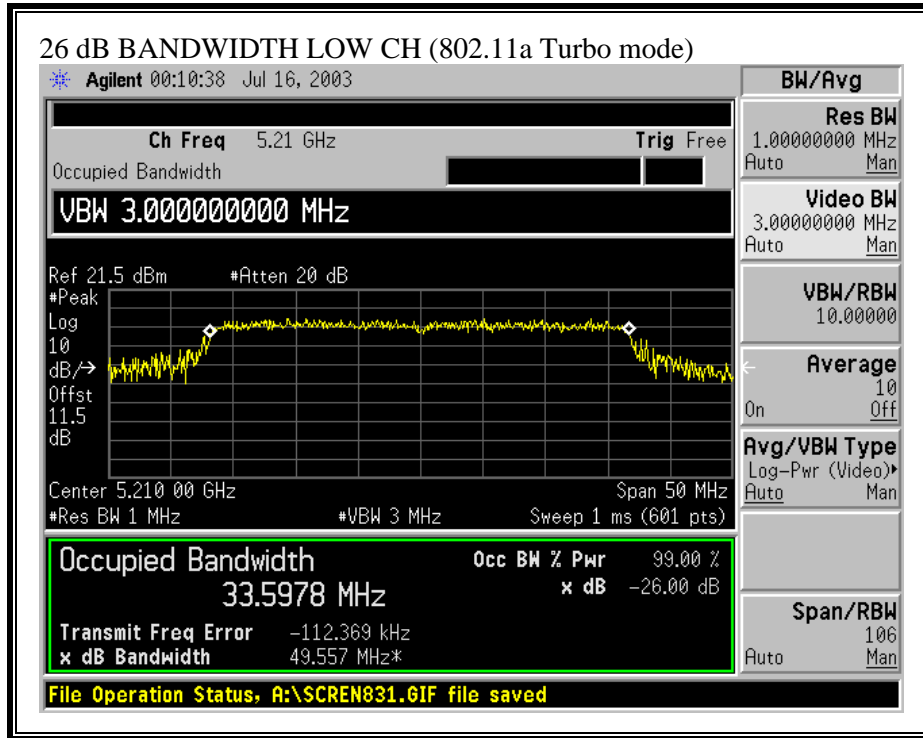 26 dB BANDWIDTH LOW CH (802.11a Turbo mode)
Agilent 00:10:38 Jul 16, 2003
BW/Avg
Ch Freq 5.21 GHz Trig Free
Occupied Bandwidth
VBW 3.000000000 MHz
Ref 21.5 dBm #Atten 20 dB
#Peak
Log
10
dB/
Offst
11.5
dB
Center 5.210 00 GHz Span 50 MHz
#Res BW 1 MHz #VBW 3 MHz Sweep 1 ms (601 pts)
Occupied Bandwidth Occ BW % Pwr 99.00 %
33.5978 MHz x dB -26.00 dB
Transmit Freq Error -112.369 kHz
x dB Bandwidth 49.557 MHz*
Res BW
1.00000000 MHz
Auto Man
Video BW
3.00000000 MHz
Auto Man
VBW/RBW
10.00000
Average
10
On Off
Avg/VBW Type
Log-Pwr (Video)
Auto Man
Span/RBW
106
Auto Man
File Operation Status, A:\SCREN831.GIF file saved